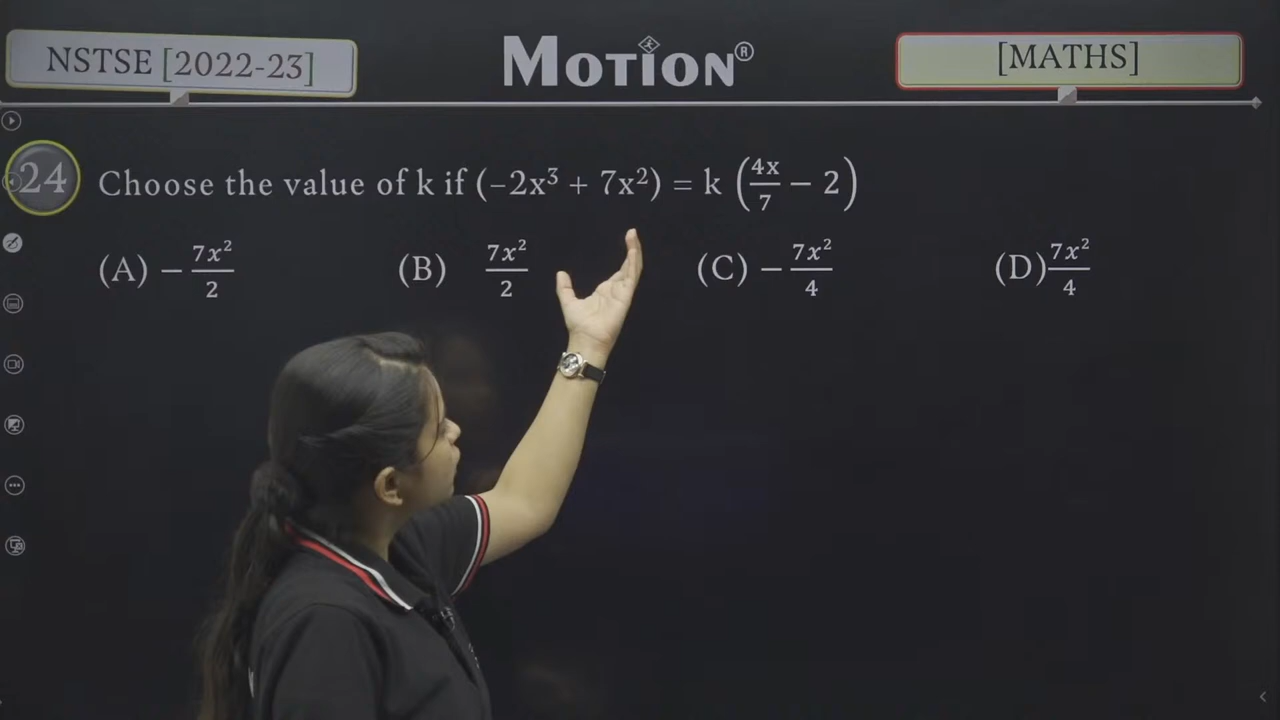 NSTSE [2022-23]
MOTION®
[MATHS]
24 Choose the value of k if (−2x³ + 7x²) = k (4x/7 − 2)
(A) − 7x²/2 (B) 7x²/2 (C) − 7x²/4 (D) 7x²/4